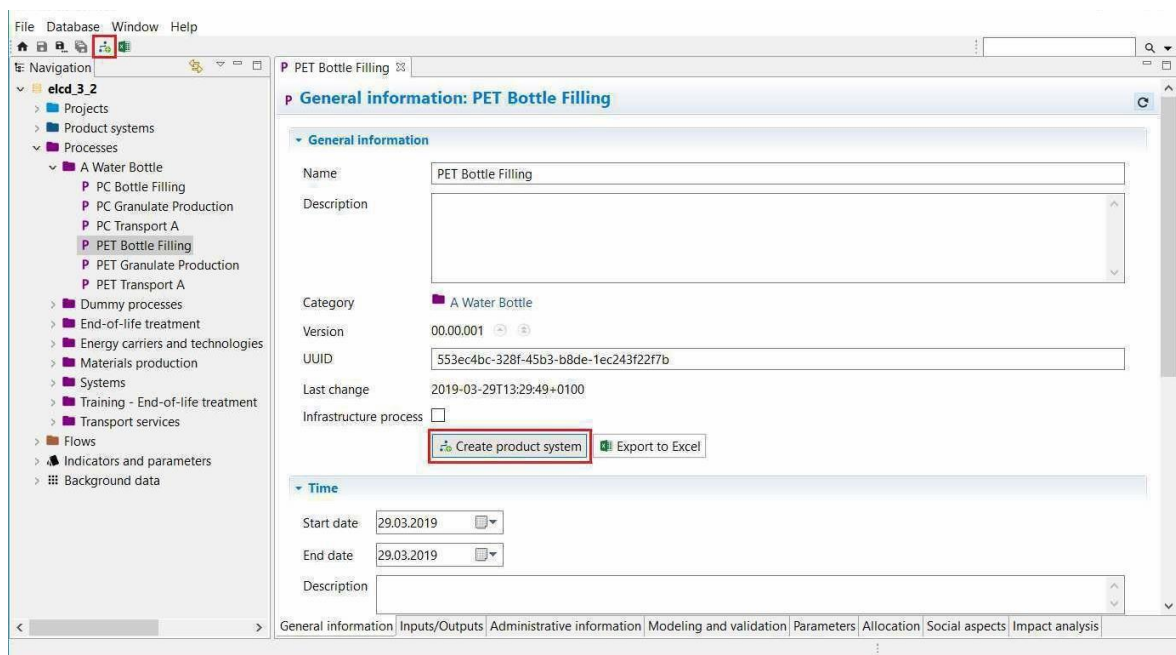 File Database Window Help
Navigation
elcd_3_2
Projects
Product systems
Processes
A Water Bottle
P PC Bottle Filling
P PC Granulate Production
P PC Transport A
P PET Bottle Filling
P PET Granulate Production
P PET Transport A
Dummy processes
End-of-life treatment
Energy carriers and technologies
Materials production
Systems
Training - End-of-life treatment
Transport services
Flows
Indicators and parameters
Background data
P PET Bottle Filling
P General information: PET Bottle Filling
General information
Name PET Bottle Filling
Description
Category A Water Bottle
Version 00.00.001
UUID 553ec4bc-328f-45b3-b8de-1ec243f22f7b
Last change 2019-03-29T13:29:49+0100
Infrastructure process
Create product system Export to Excel
Time
Start date 29.03.2019
End date 29.03.2019
Description
General information Inputs/Outputs Administrative information Modeling and validation Parameters Allocation Social aspects Impact analysis